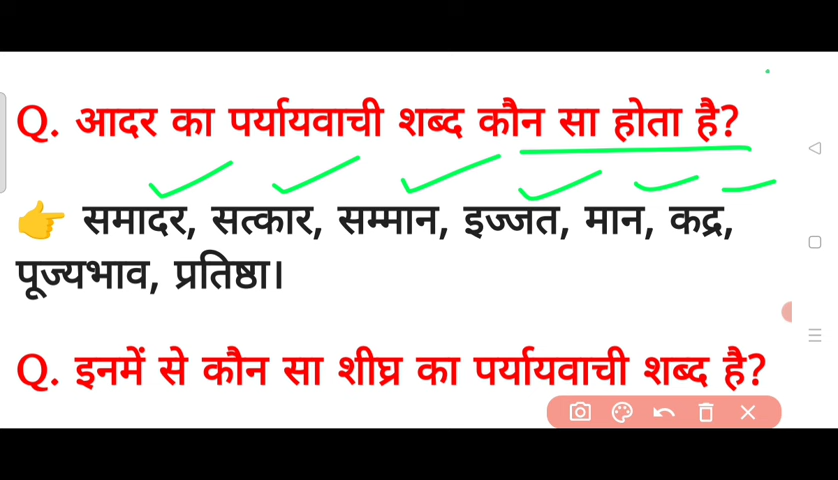 Q. आदर का पर्यायवाची शब्द कौन सा होता है?
👉 समादर, सत्कार, सम्मान, इज्जत, मान, कद्र,
पूज्यभाव, प्रतिष्ठा।
Q. इनमें से कौन सा शीघ्र का पर्यायवाची शब्द है?